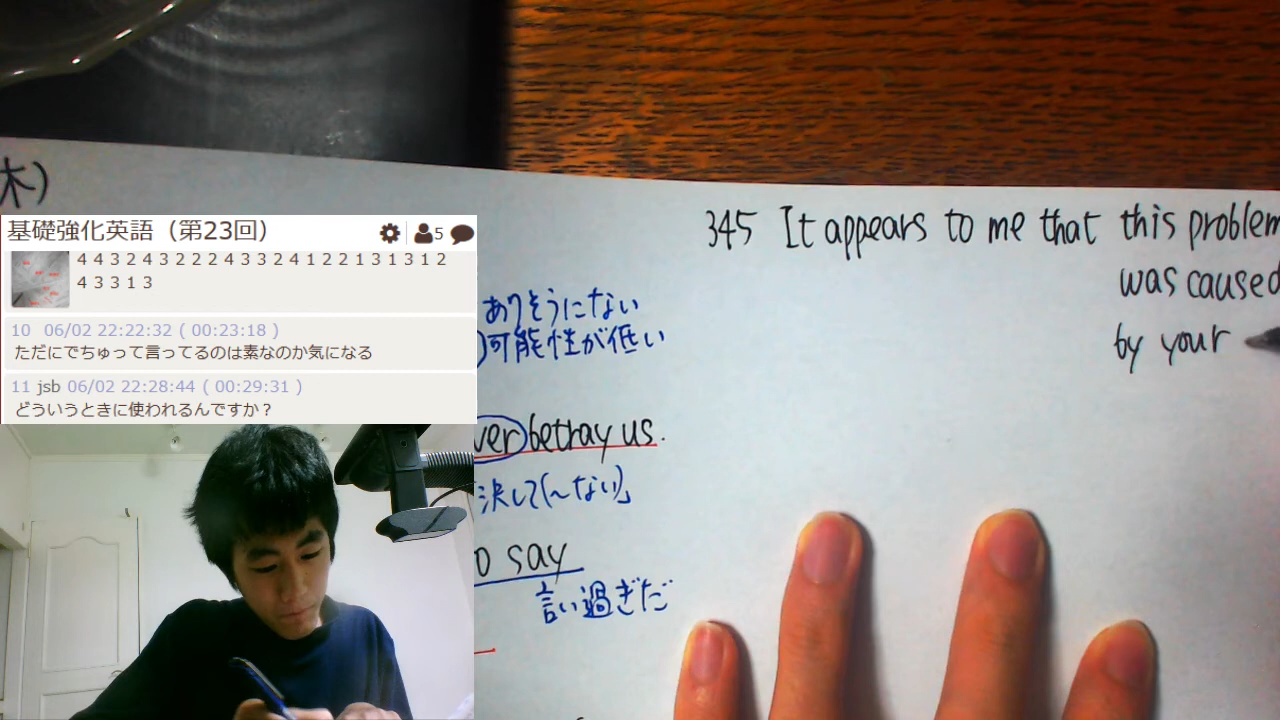 木)
基礎強化英語（第23回）
5
4 4 3 2 4 3 2 2 2 4 3 3 2 4 1 2 2 1 3 1 3 1 2
4 3 3 1 3
10 06/02 22:22:32 ( 00:23:18 )
ただにでちゅって言ってるのは素なのか気になる
11 jsb 06/02 22:28:44 ( 00:29:31 )
どういうときに使われるんですか？
345 It appears to me that this problem
was caused
by your
ありそうにない
)可能性が低い
ver betray us.
「決して(~ない)」
o say
言い過ぎだ